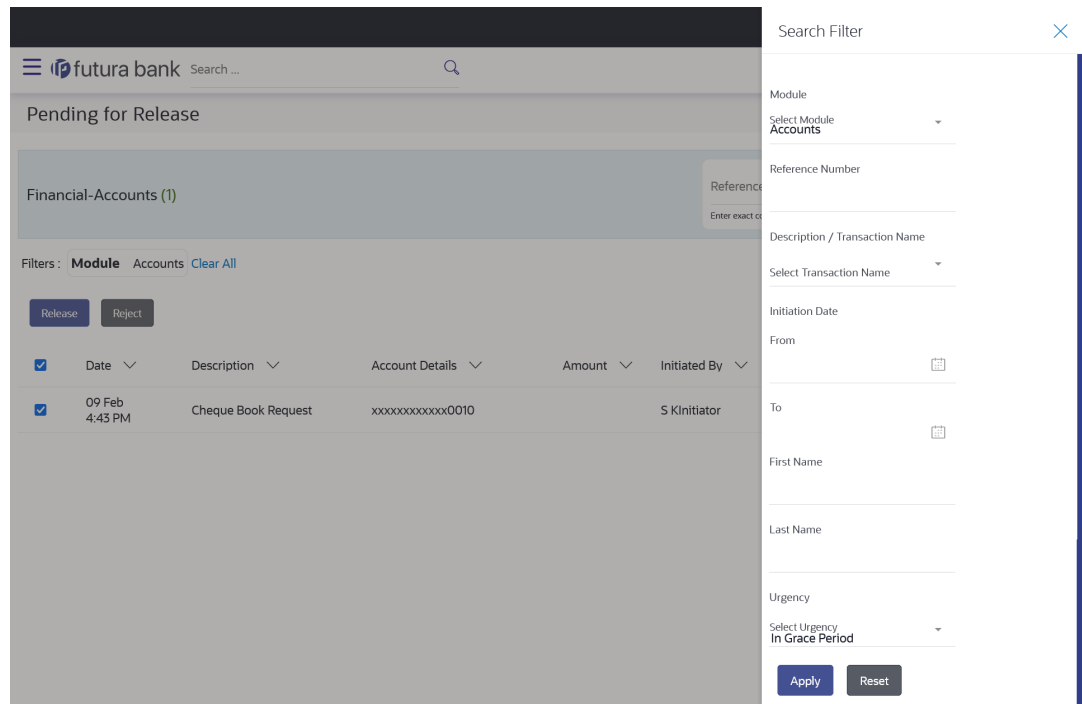 futura bank
Search ...
Pending for Release
Financial-Accounts (1)
Reference
Enter exact
Filters : Module Accounts Clear All
Release Reject
Date Description Account Details Amount Initiated By
09 Feb
4:43 PM
Cheque Book Request xxxxxxxxxxxx0010 S KInitiator
Search Filter
Module
Select Module
Accounts
Reference Number
Description / Transaction Name
Select Transaction Name
Initiation Date
From
To
First Name
Last Name
Urgency
Select Urgency
In Grace Period
Apply Reset